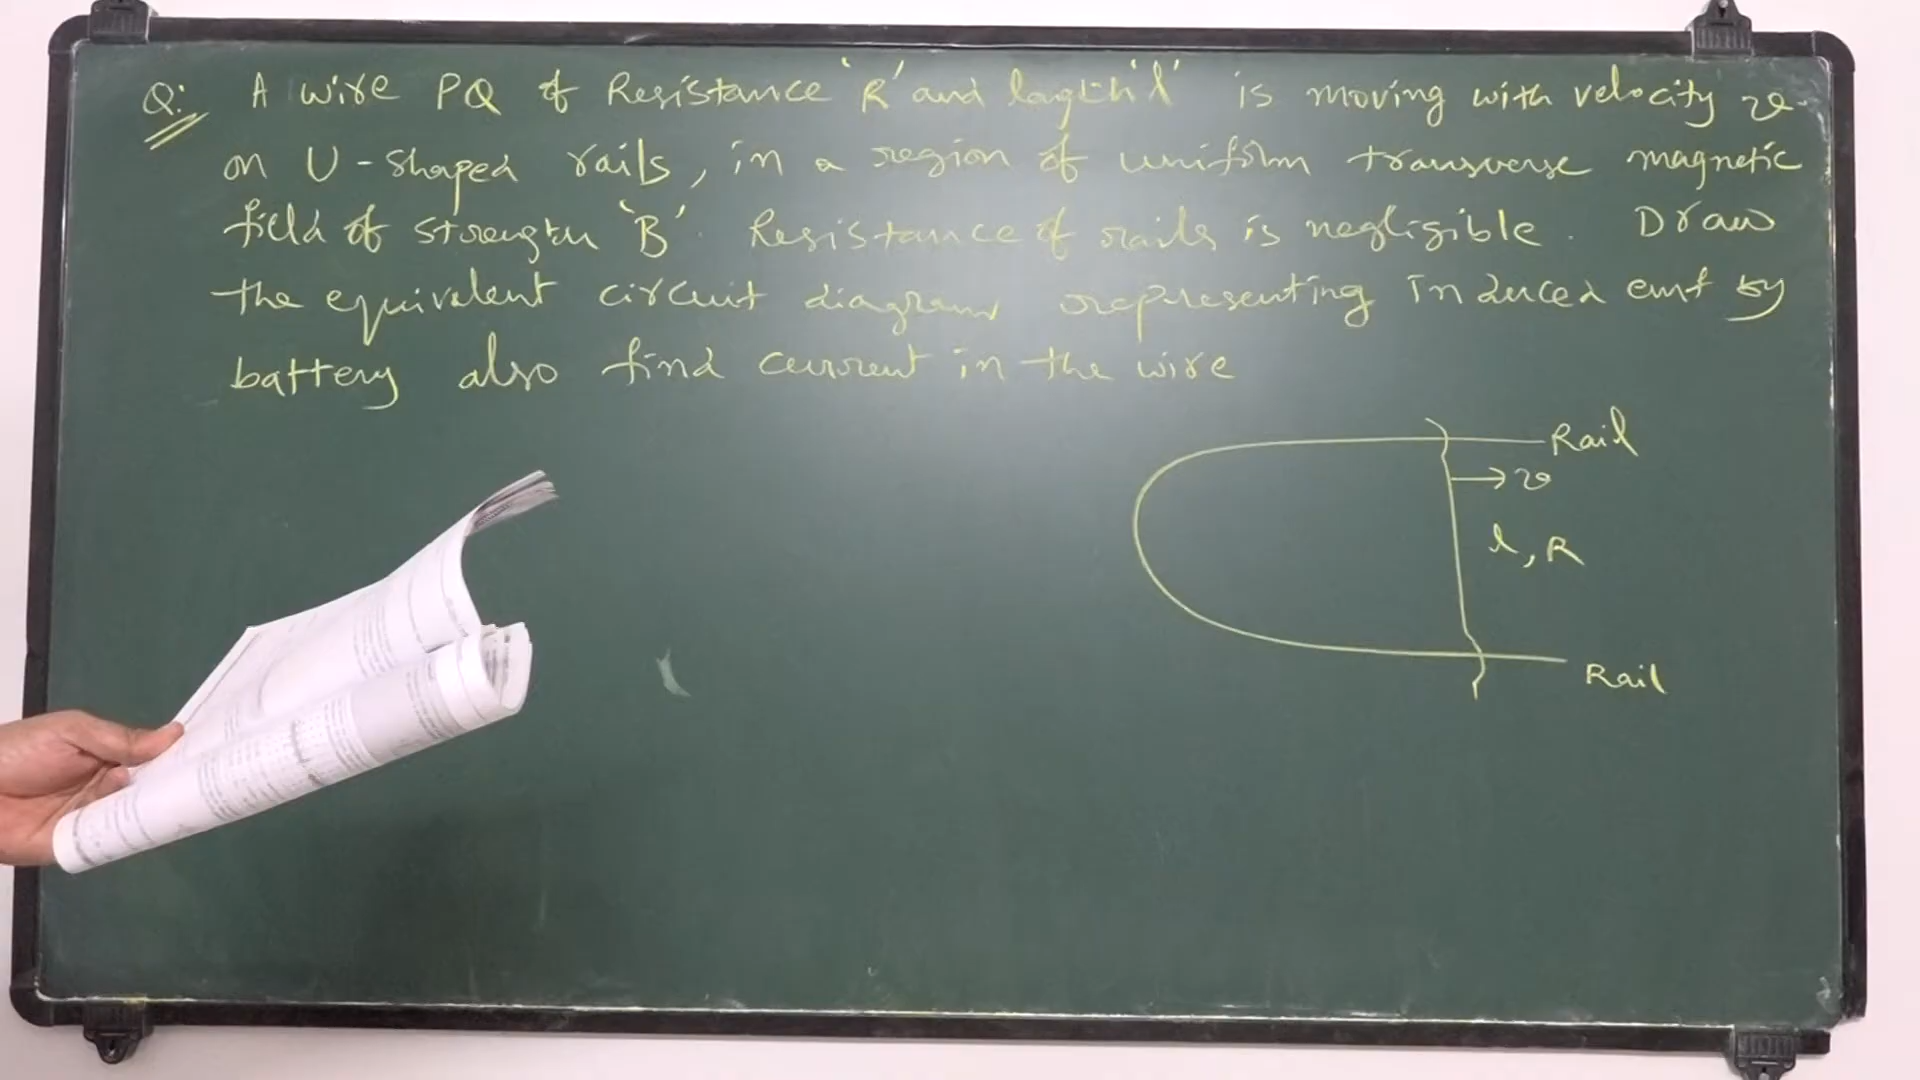 Q: A wire PQ of Resistance 'R' and lagth 'l' is moving with velocity v
on U-shaped rails, in a region of uniform transverse magnetic
field of strength 'B'. Resistance of rails is negligible. Draw
the equivalent circuit diagram representing induced emf by
battery also find current in the wire
Rail
→ v
l, R
Rail